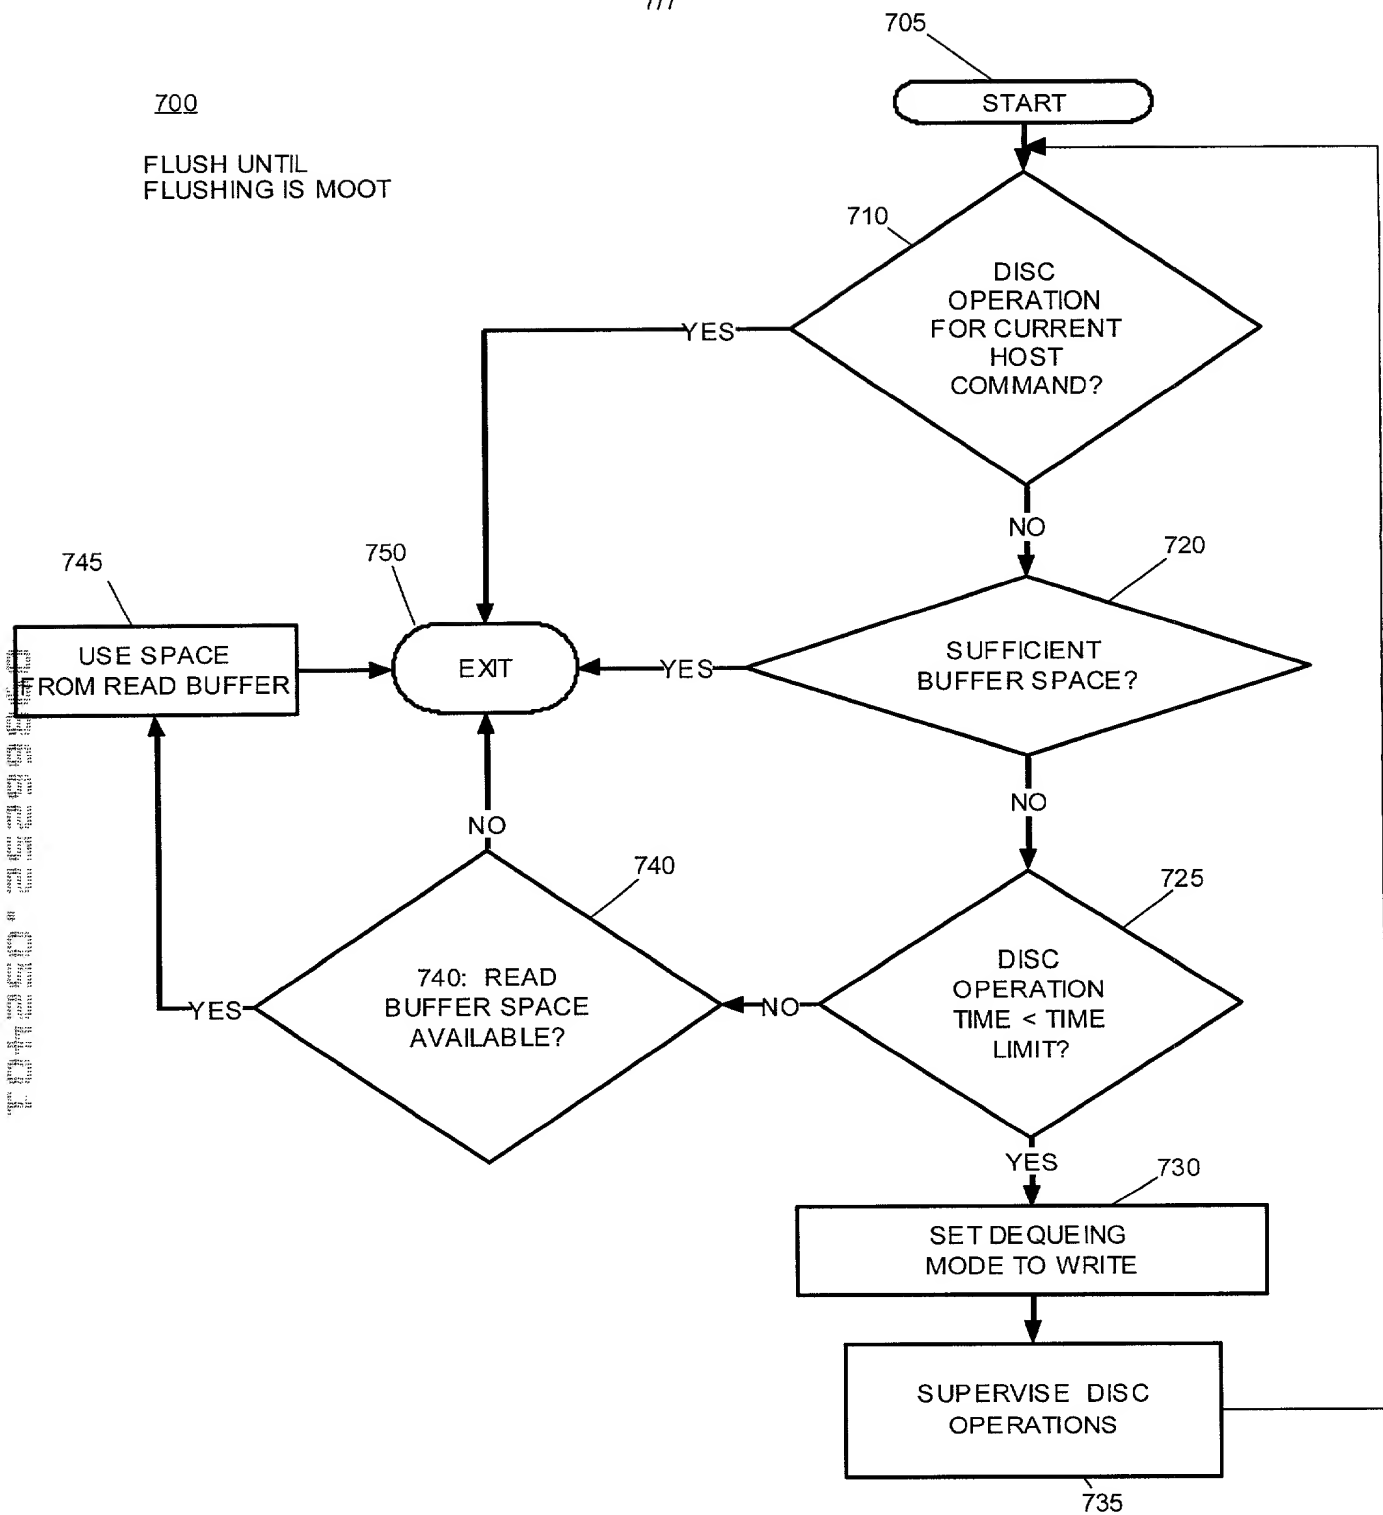 7/7
705
700
START
FLUSH UNTIL
FLUSHING IS MOOT
710
DISC
OPERATION
FOR CURRENT
HOST
COMMAND?
YES
NO
720
745
750
USE SPACE
FROM READ BUFFER
EXIT
YES
SUFFICIENT
BUFFER SPACE?
NO
NO
740
725
740: READ
BUFFER SPACE
AVAILABLE?
YES
NO
DISC
OPERATION
TIME < TIME
LIMIT?
YES
730
SET DEQUEING
MODE TO WRITE
SUPERVISE DISC
OPERATIONS
735